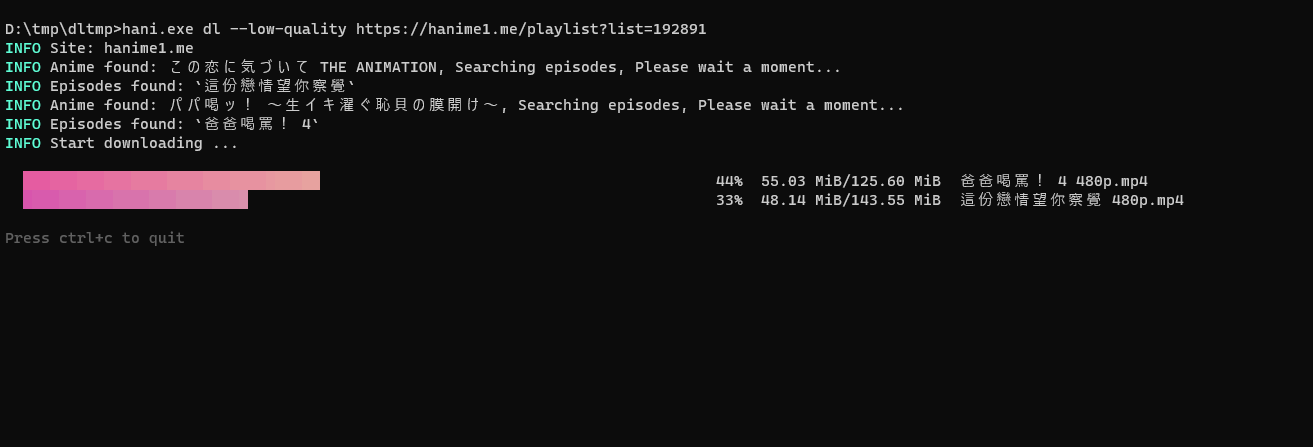 D:\tmp\dltmp>hani.exe dl --low-quality https://hanime1.me/playlist?list=192891
INFO Site: hanime1.me
INFO Anime found: この恋に気づいて THE ANIMATION, Searching episodes, Please wait a moment...
INFO Episodes found: `這份戀情望你察覺`
INFO Anime found: パパ喝ッ！ ～生イキ濯ぐ恥貝の膜開け～, Searching episodes, Please wait a moment...
INFO Episodes found: `爸爸喝罵！ 4`
INFO Start downloading ...
44% 55.03 MiB/125.60 MiB 爸爸喝罵！ 4 480p.mp4
33% 48.14 MiB/143.55 MiB 這份戀情望你察覺 480p.mp4
Press ctrl+c to quit